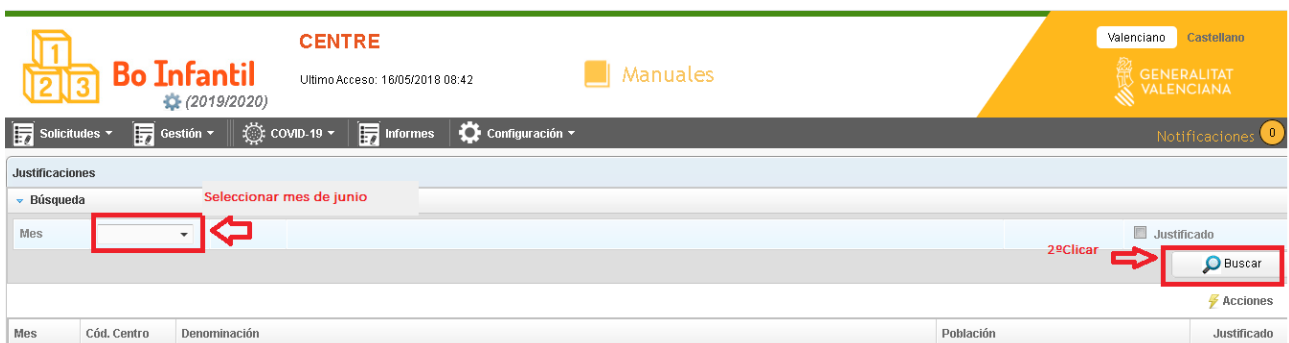 CENTRE
Valenciano Castellano
1 2 3 Bo Infantil
Ultimo Acceso: 16/05/2018 08:42
Manuales
GENERALITAT
VALENCIANA
(2019/2020)
Solicitudes Gestión COVID-19 Informes Configuración Notificaciones 0
Justificaciones
Búsqueda
Seleccionar mes de junio
Mes Justificado
2ºClicar
Buscar
Acciones
Mes Cód. Centro Denominación Población Justificado